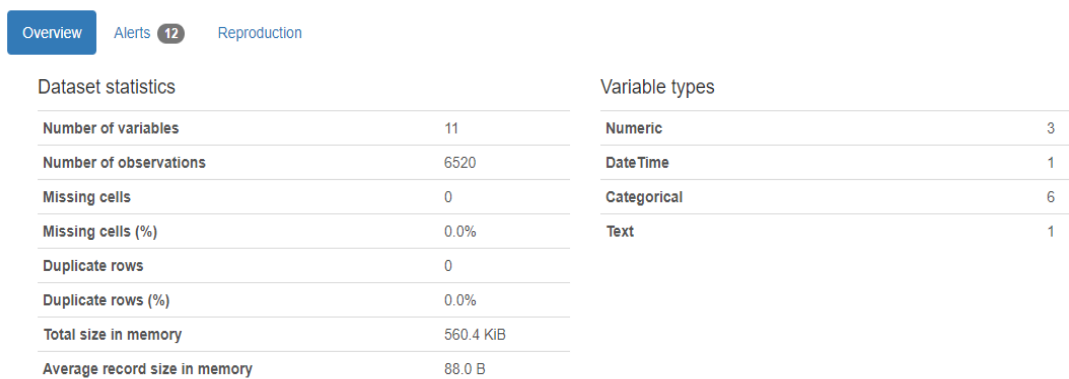 Overview Alerts 12 Reproduction
Dataset statistics
Number of variables 11
Number of observations 6520
Missing cells 0
Missing cells (%) 0.0%
Duplicate rows 0
Duplicate rows (%) 0.0%
Total size in memory 560.4 KiB
Average record size in memory 88.0 B
Variable types
Numeric 3
DateTime 1
Categorical 6
Text 1